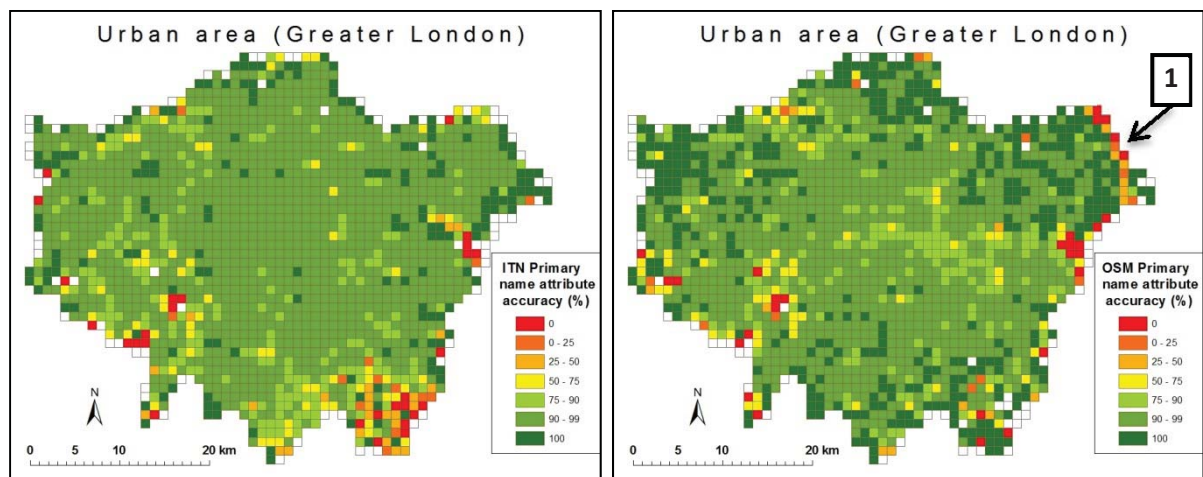 Urban area (Greater London)
ITN Primary
name attribute
accuracy (%)
0
0 - 25
25 - 50
50 - 75
75 - 90
90 - 99
100
N
0 10 20 km
Urban area (Greater London)
1
OSM Primary
name attribute
accuracy (%)
0
0 - 25
25 - 50
50 - 75
75 - 90
90 - 99
100
N
0 10 20 km